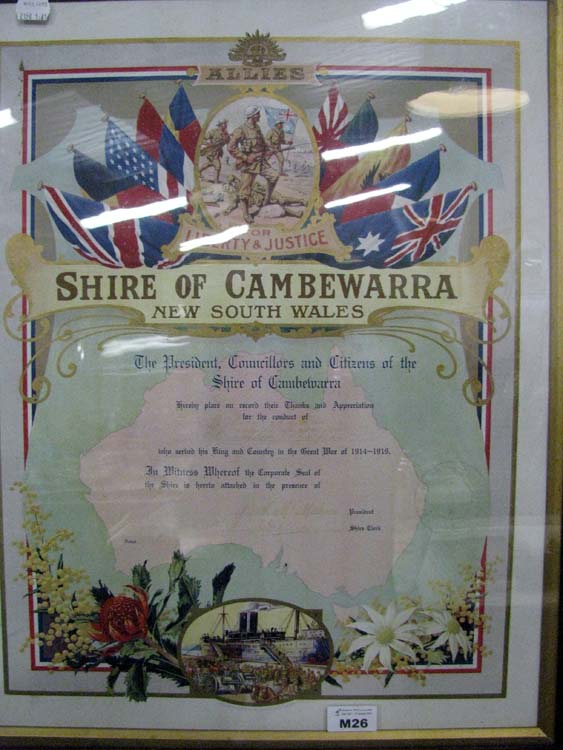 ALLIES
FOR
LIBERTY & JUSTICE
SHIRE OF CAMBEWARRA
NEW SOUTH WALES
The President, Councillors and Citizens of the
Shire of Cambewarra
Hereby place on record their Thanks and Appreciation
for the conduct of
who served his King and Country in the Great War of 1914-1919.
In Witness Whereof the Corporate Seal of
the Shire is hereto attached in the presence of
President
Shire Clerk
M26